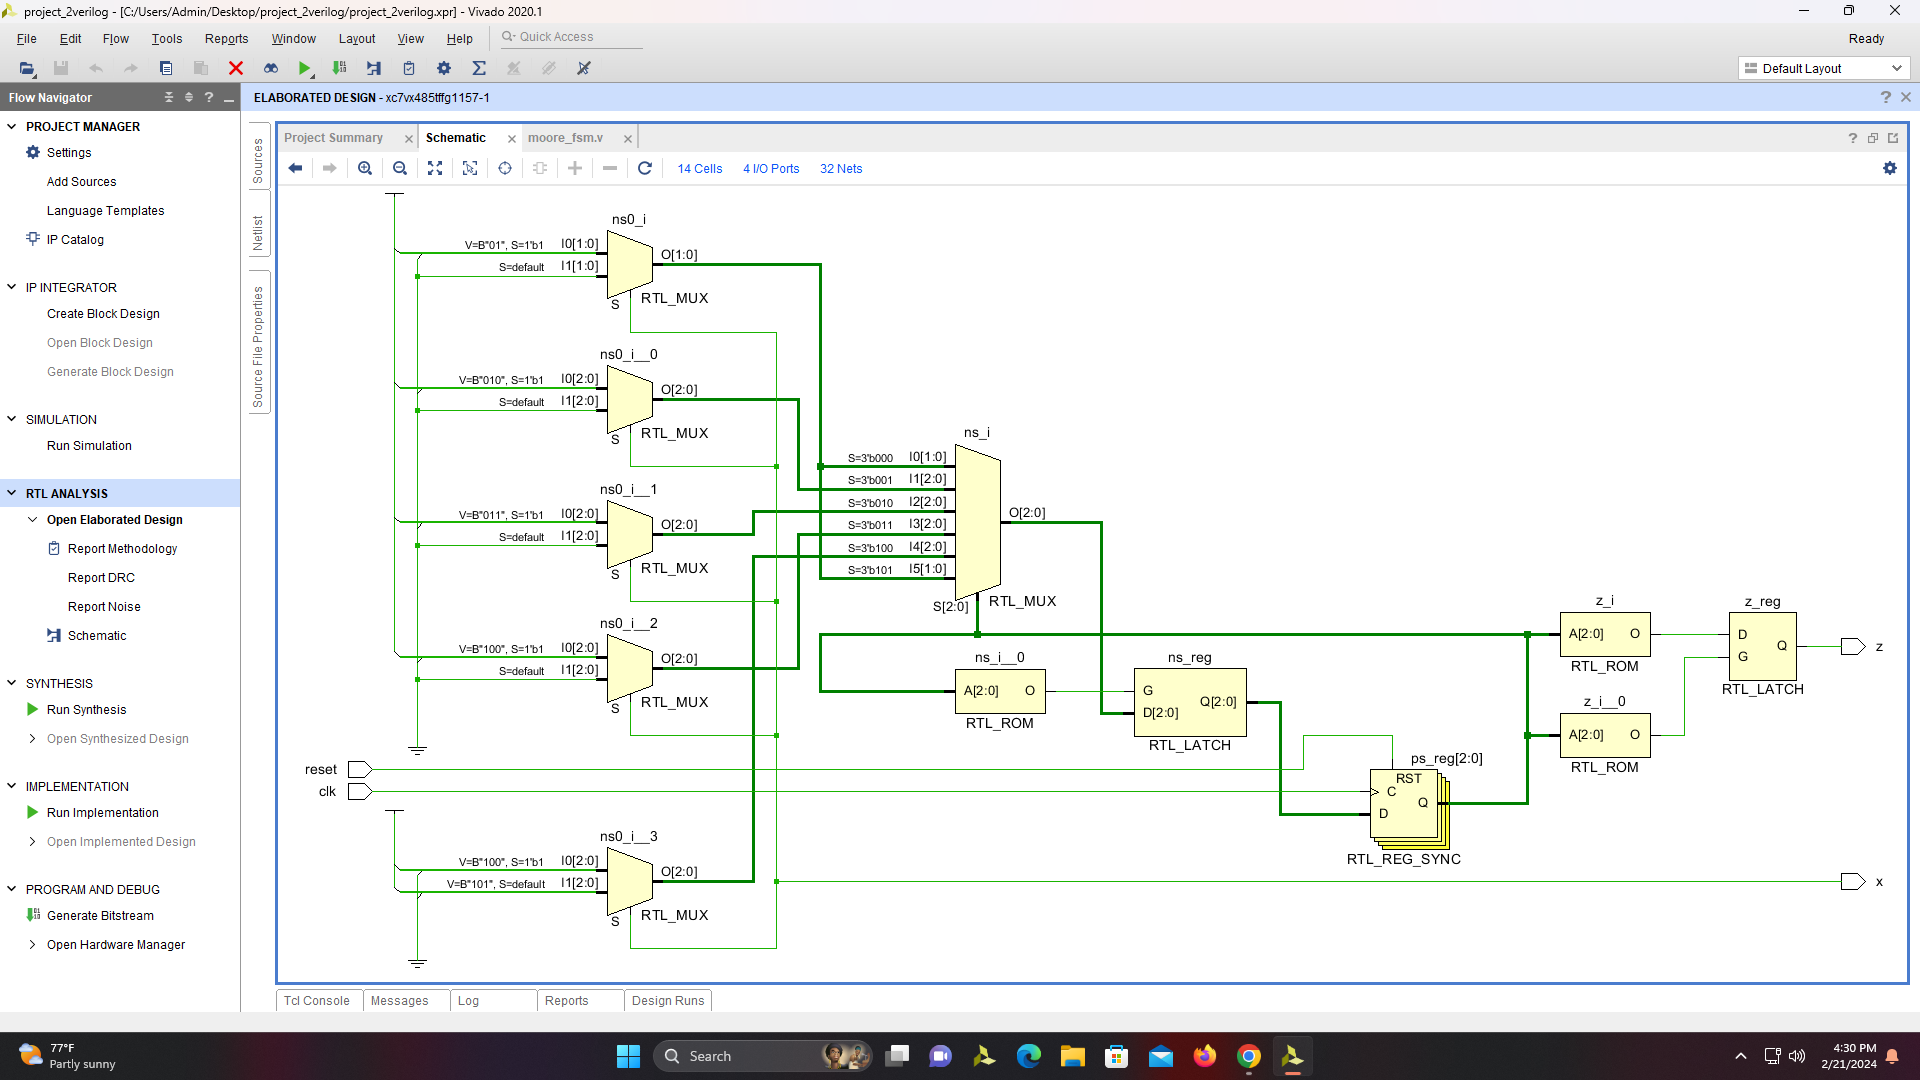 project_2verilog - [C:/Users/Admin/Desktop/project_2verilog/project_2verilog.xpr] - Vivado 2020.1
File Edit Flow Tools Reports Window Layout View Help Quick Access Ready
Default Layout
Flow Navigator
ELABORATED DESIGN - xc7vx485tffg1157-1
PROJECT MANAGER
Settings
Add Sources
Language Templates
IP Catalog
IP INTEGRATOR
Create Block Design
Open Block Design
Generate Block Design
SIMULATION
Run Simulation
RTL ANALYSIS
Open Elaborated Design
Report Methodology
Report DRC
Report Noise
Schematic
SYNTHESIS
Run Synthesis
Open Synthesized Design
IMPLEMENTATION
Run Implementation
Open Implemented Design
PROGRAM AND DEBUG
Generate Bitstream
Open Hardware Manager
Sources
Netlist
Source File Properties
Project Summary Schematic moore_fsm.v
14 Cells 4 I/O Ports 32 Nets
ns0_i
V=B"01", S=1'b1 I0[1:0]
S=default I1[1:0]
O[1:0]
S RTL_MUX
ns0_i__0
V=B"010", S=1'b1 I0[2:0]
S=default I1[2:0]
O[2:0]
S RTL_MUX
ns0_i__1
V=B"011", S=1'b1 I0[2:0]
S=default I1[2:0]
O[2:0]
S RTL_MUX
ns0_i__2
V=B"100", S=1'b1 I0[2:0]
S=default I1[2:0]
O[2:0]
S RTL_MUX
reset
clk
ns0_i__3
V=B"100", S=1'b1 I0[2:0]
V=B"101", S=default I1[2:0]
O[2:0]
S RTL_MUX
ns_i
S=3'b000 I0[1:0]
S=3'b001 I1[2:0]
S=3'b010 I2[2:0]
S=3'b011 I3[2:0]
S=3'b100 I4[2:0]
S=3'b101 I5[1:0]
O[2:0]
S[2:0] RTL_MUX
ns_i__0
A[2:0] O
RTL_ROM
ns_reg
G
D[2:0]
Q[2:0]
RTL_LATCH
ps_reg[2:0]
RST
C
Q
D
RTL_REG_SYNC
z_i
A[2:0] O
RTL_ROM
z_i__0
A[2:0] O
RTL_ROM
z_reg
D
Q
G
RTL_LATCH
z
x
Tcl Console Messages Log Reports Design Runs
77°F
Partly sunny
Search
4:30 PM
2/21/2024